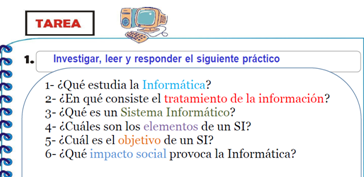 TAREA
1. Investigar, leer y responder el siguiente práctico
1- ¿Qué estudia la Informática?
2- ¿En qué consiste el tratamiento de la información?
3- ¿Qué es un Sistema Informático?
4- ¿Cuáles son los elementos de un SI?
5- ¿Cuál es el objetivo de un SI?
6- ¿Qué impacto social provoca la Informática?